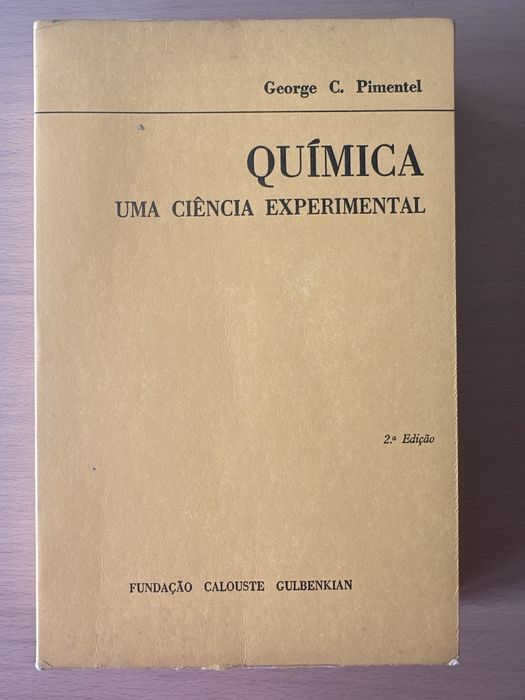 George C. Pimentel
QUÍMICA
UMA CIÊNCIA EXPERIMENTAL
2.ª Edição
FUNDAÇÃO CALOUSTE GULBENKIAN